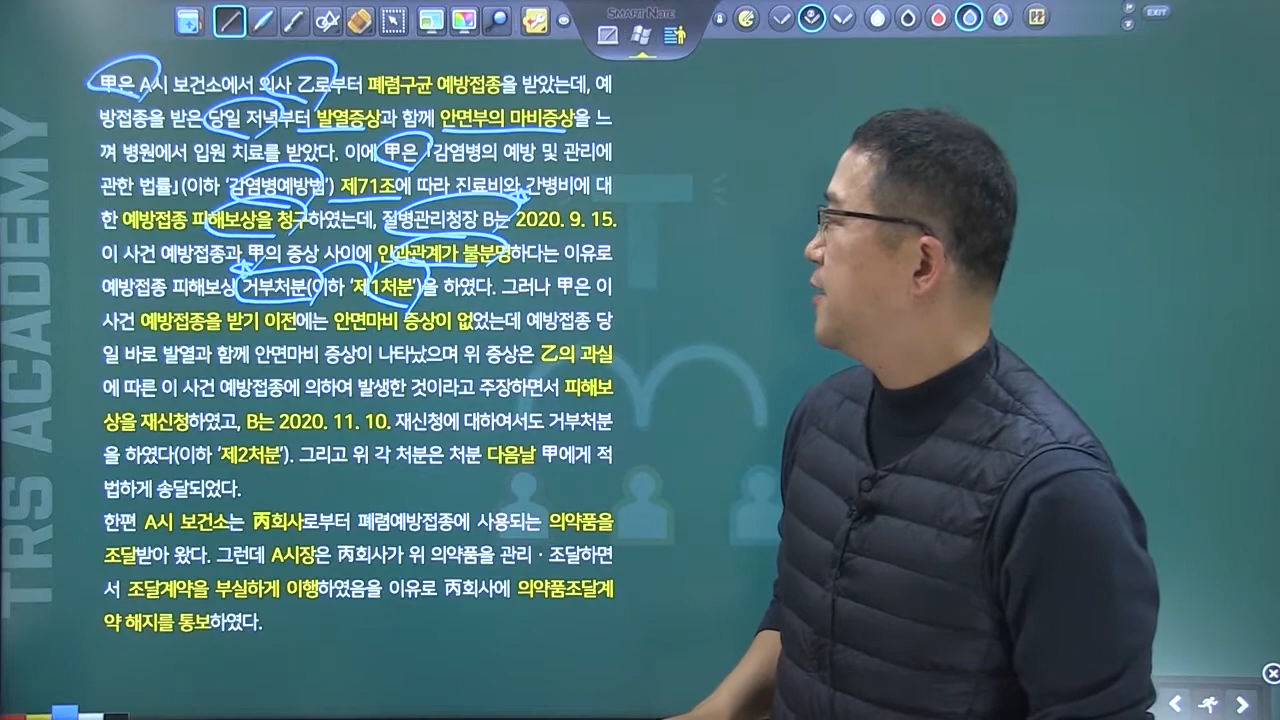 SMART NOTE
EXIT
TRS ACADEMY
甲은 A시 보건소에서 의사 乙로부터 폐렴구균 예방접종을 받았는데, 예
방접종을 받은 당일 저녁부터 발열증상과 함께 안면부의 마비증상을 느
껴 병원에서 입원 치료를 받았다. 이에 甲은 「감염병의 예방 및 관리에
관한 법률」(이하 '감염병예방법') 제71조에 따라 진료비와 간병비에 대
한 예방접종 피해보상을 청구하였는데, 질병관리청장 B는 2020. 9. 15.
이 사건 예방접종과 甲의 증상 사이에 인과관계가 불분명하다는 이유로
예방접종 피해보상 거부처분(이하 '제1처분')을 하였다. 그러나 甲은 이
사건 예방접종을 받기 이전에는 안면마비 증상이 없었는데 예방접종 당
일 바로 발열과 함께 안면마비 증상이 나타났으며 위 증상은 乙의 과실
에 따른 이 사건 예방접종에 의하여 발생한 것이라고 주장하면서 피해보
상을 재신청하였고, B는 2020. 11. 10. 재신청에 대하여서도 거부처분
을 하였다(이하 '제2처분'). 그리고 위 각 처분은 처분 다음날 甲에게 적
법하게 송달되었다.
한편 A시 보건소는 丙회사로부터 폐렴예방접종에 사용되는 의약품을
조달받아 왔다. 그런데 A시장은 丙회사가 위 의약품을 관리 · 조달하면
서 조달계약을 부실하게 이행하였음을 이유로 丙회사에 의약품조달계
약 해지를 통보하였다.